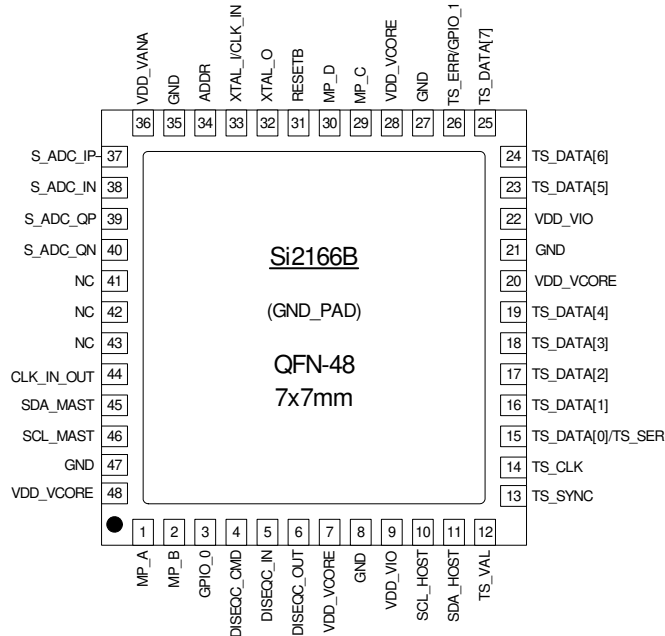 VDD_VANA
GND
ADDR
XTAL_I/CLK_IN
XTAL_O
RESETB
MP_D
MP_C
VDD_VCORE
GND
TS_ERR/GPIO_1
TS_DATA[7]
36 35 34 33 32 31 30 29 28 27 26 25
S_ADC_IP 37
S_ADC_IN 38
S_ADC_QP 39
S_ADC_QN 40
NC 41
NC 42
NC 43
CLK_IN_OUT 44
SDA_MAST 45
SCL_MAST 46
GND 47
VDD_VCORE 48
Si2166B
(GND_PAD)
QFN-48
7x7mm
24 TS_DATA[6]
23 TS_DATA[5]
22 VDD_VIO
21 GND
20 VDD_VCORE
19 TS_DATA[4]
18 TS_DATA[3]
17 TS_DATA[2]
16 TS_DATA[1]
15 TS_DATA[0]/TS_SER
14 TS_CLK
13 TS_SYNC
1 2 3 4 5 6 7 8 9 10 11 12
MP_A
MP_B
GPIO_0
DISEQC_CMD
DISEQC_IN
DISEQC_OUT
VDD_VCORE
GND
VDD_VIO
SCL_HOST
SDA_HOST
TS_VAL